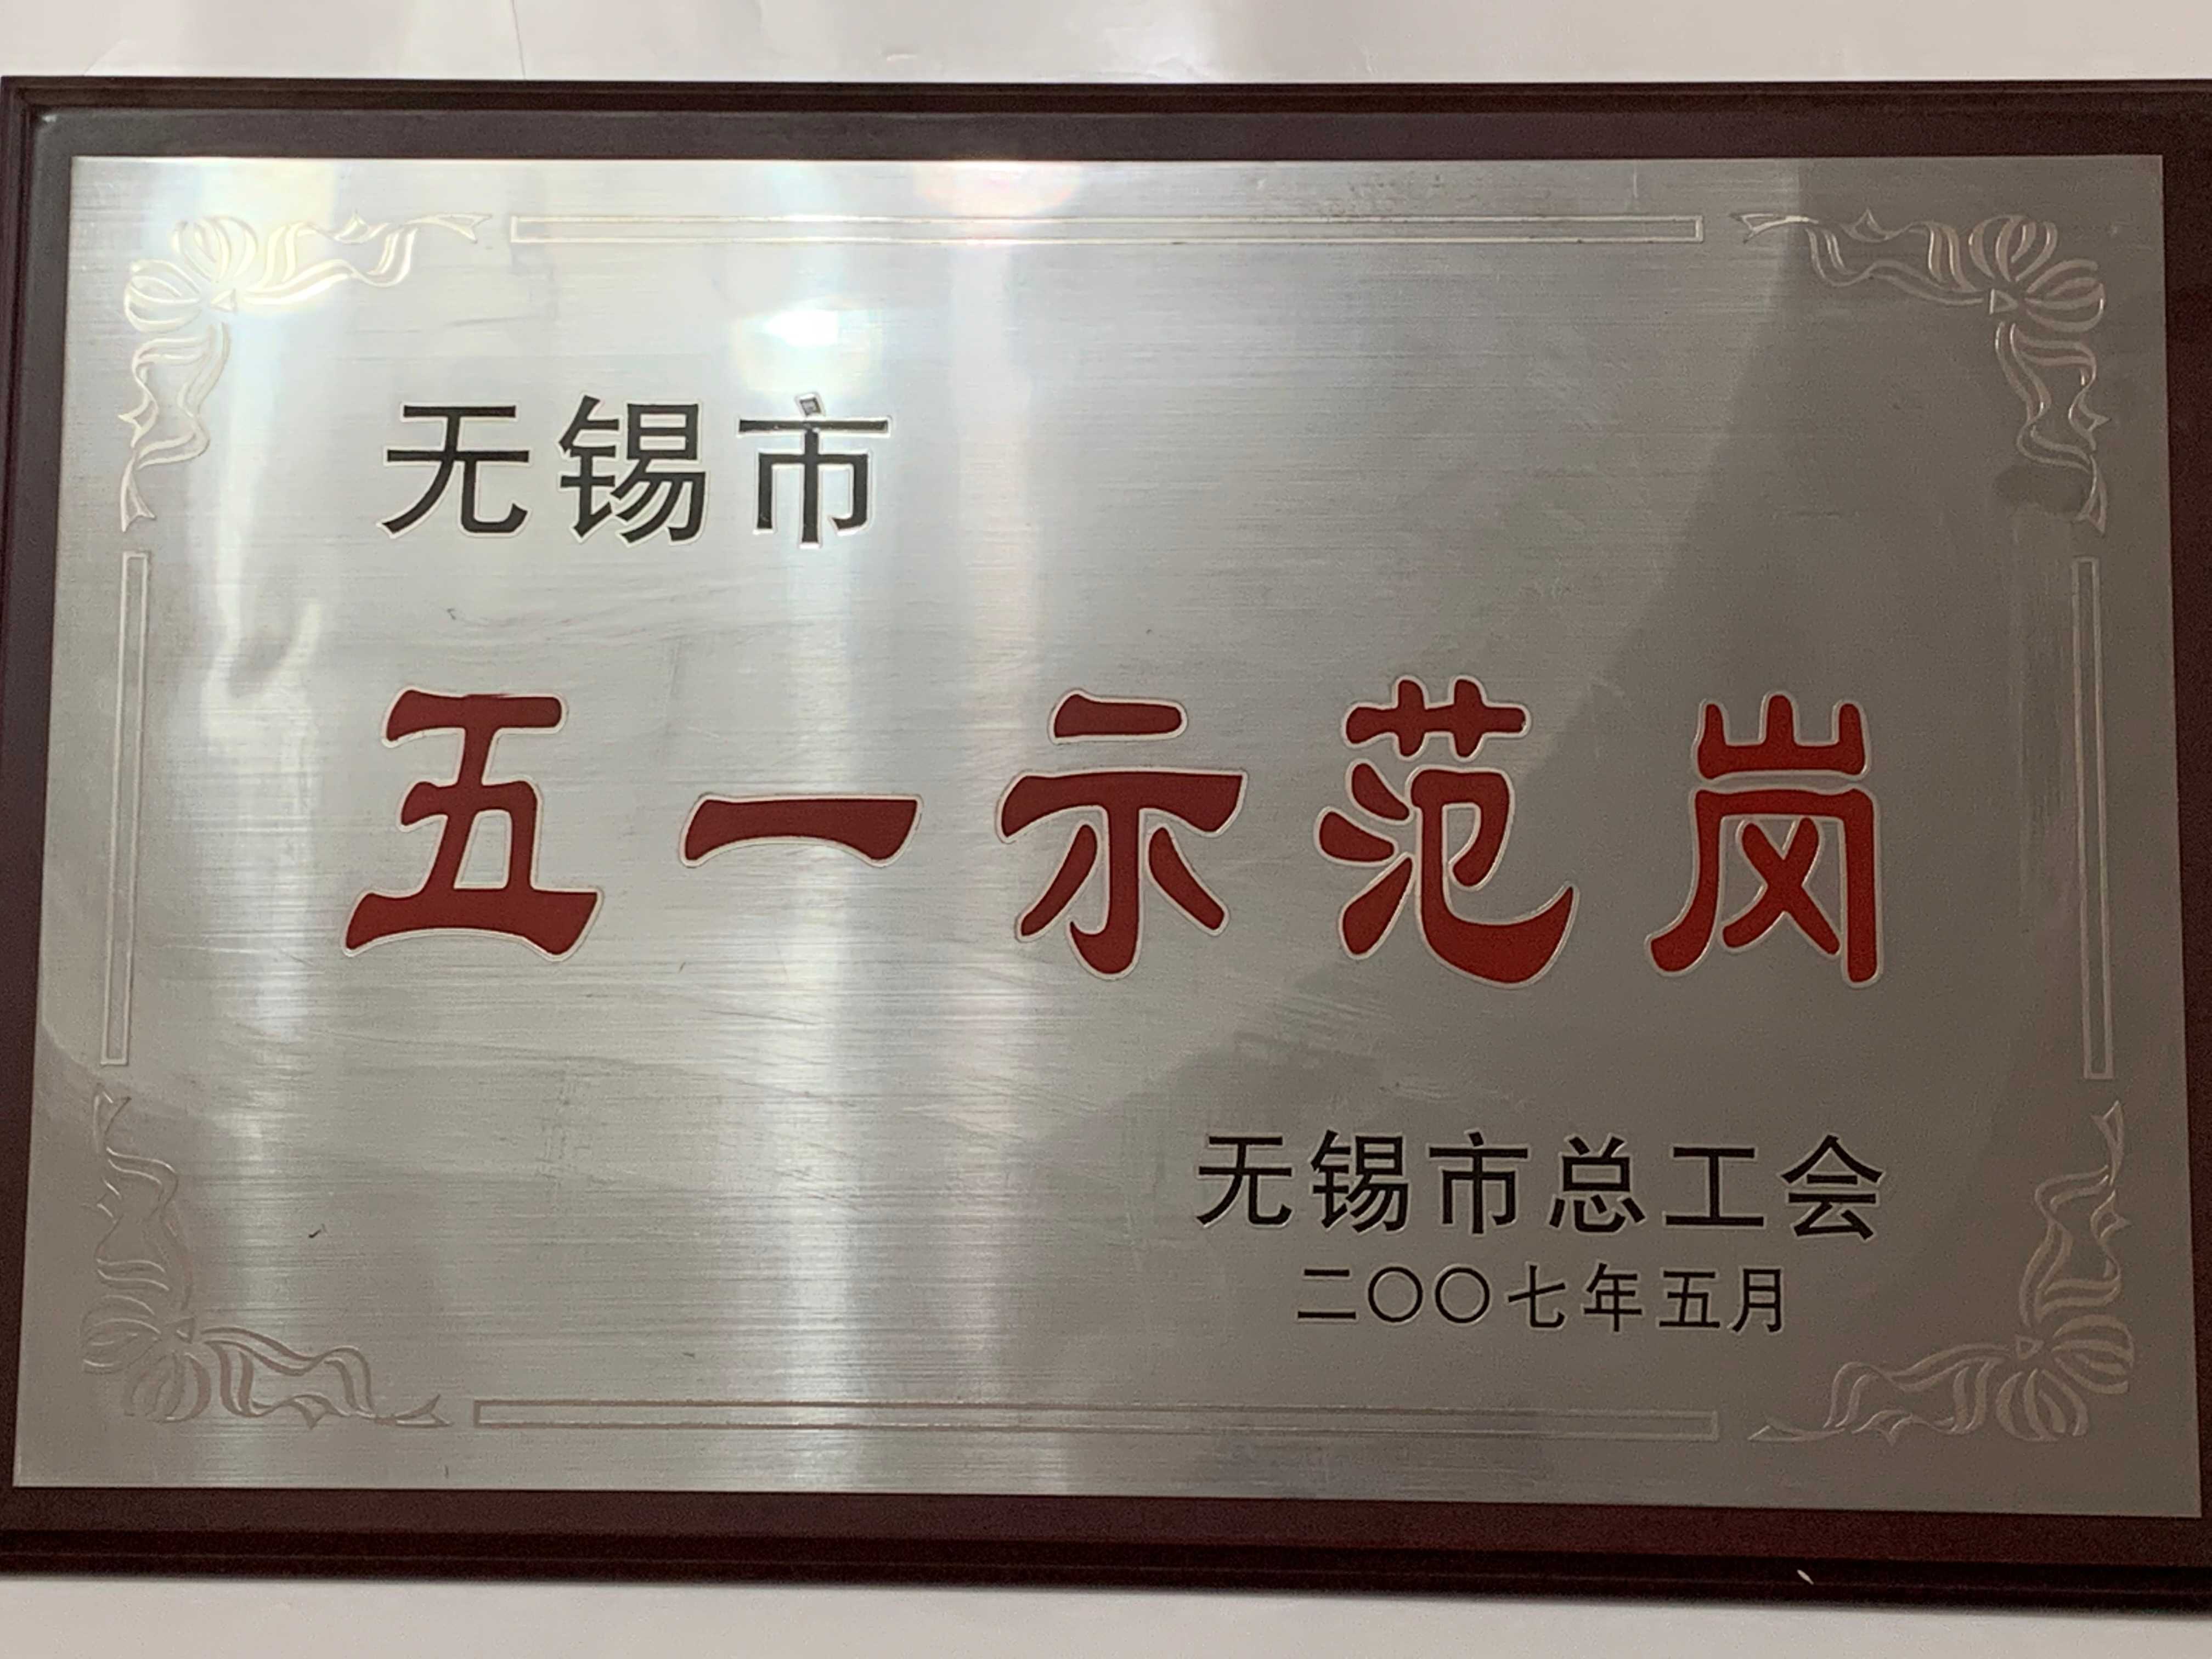 无锡市
五一示范岗
无锡市总工会
二〇〇七年五月